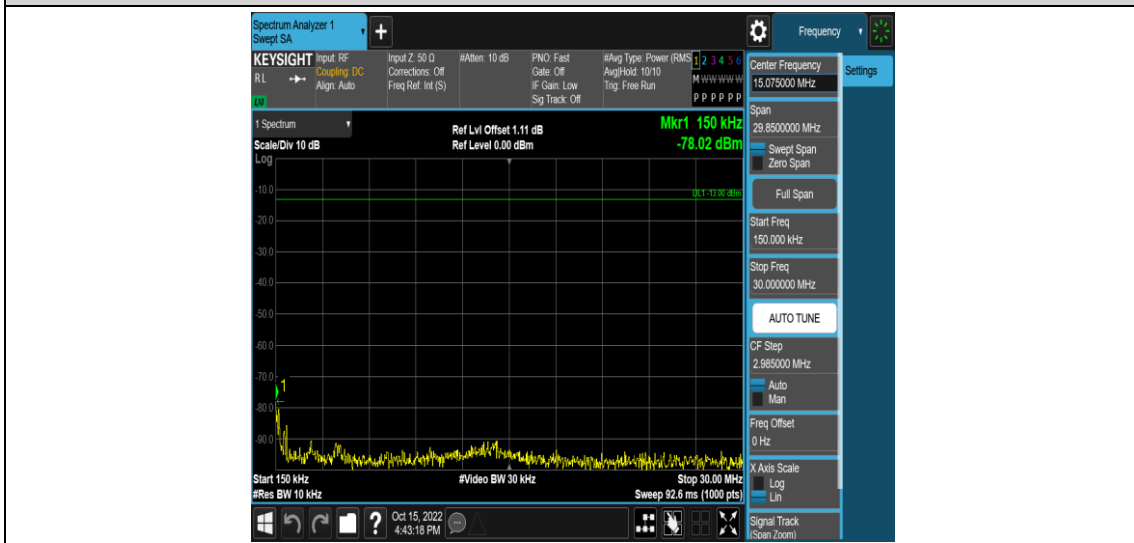 Spectrum Analyzer 1
Swept SA
+
Frequency
KEYSIGHT
RL
LXI
Input: RF
Coupling: DC
Align: Auto
Input Z: 50 Ω
Corrections: Off
Freq Ref: Int (S)
#Atten: 10 dB
PNO: Fast
Gate: Off
IF Gain: Low
Sig Track: Off
#Avg Type: Power (RMS
Avg|Hold: 10/10
Trig: Free Run
1 2 3 4 5 6
M W W W W W
P P P P P P
1 Spectrum
Scale/Div 10 dB
Ref Lvl Offset 1.11 dB
Ref Level 0.00 dBm
Mkr1 150 kHz
-78.02 dBm
Log
-10.0
DL1 -13.00 dBm
-20.0
-30.0
-40.0
-50.0
-60.0
-70.0
1
-80.0
-90.0
Start 150 kHz
#Res BW 10 kHz
#Video BW 30 kHz
Stop 30.00 MHz
Sweep 92.6 ms (1000 pts)
?
Oct 15, 2022
4:43:18 PM
Center Frequency
15.075000 MHz
Settings
Span
29.8500000 MHz
Swept Span
Zero Span
Full Span
Start Freq
150.000 kHz
Stop Freq
30.000000 MHz
AUTO TUNE
CF Step
2.985000 MHz
Auto
Man
Freq Offset
0 Hz
X Axis Scale
Log
Lin
Signal Track
(Span Zoom)